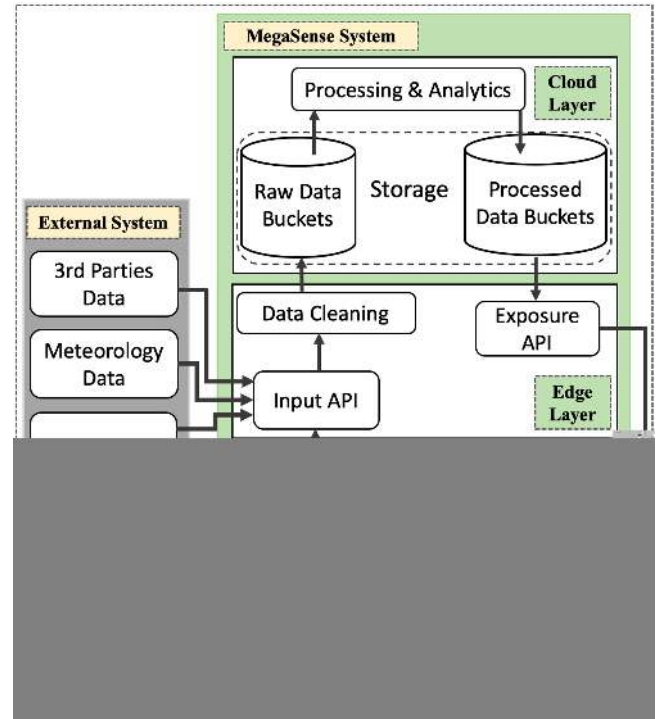 MegaSense System
Processing & Analytics
Cloud
Layer
Raw Data
Buckets
Storage
Processed
Data Buckets
External System
3rd Parties
Data
Data Cleaning
Exposure
API
Meteorology
Data
Input API
Edge
Layer